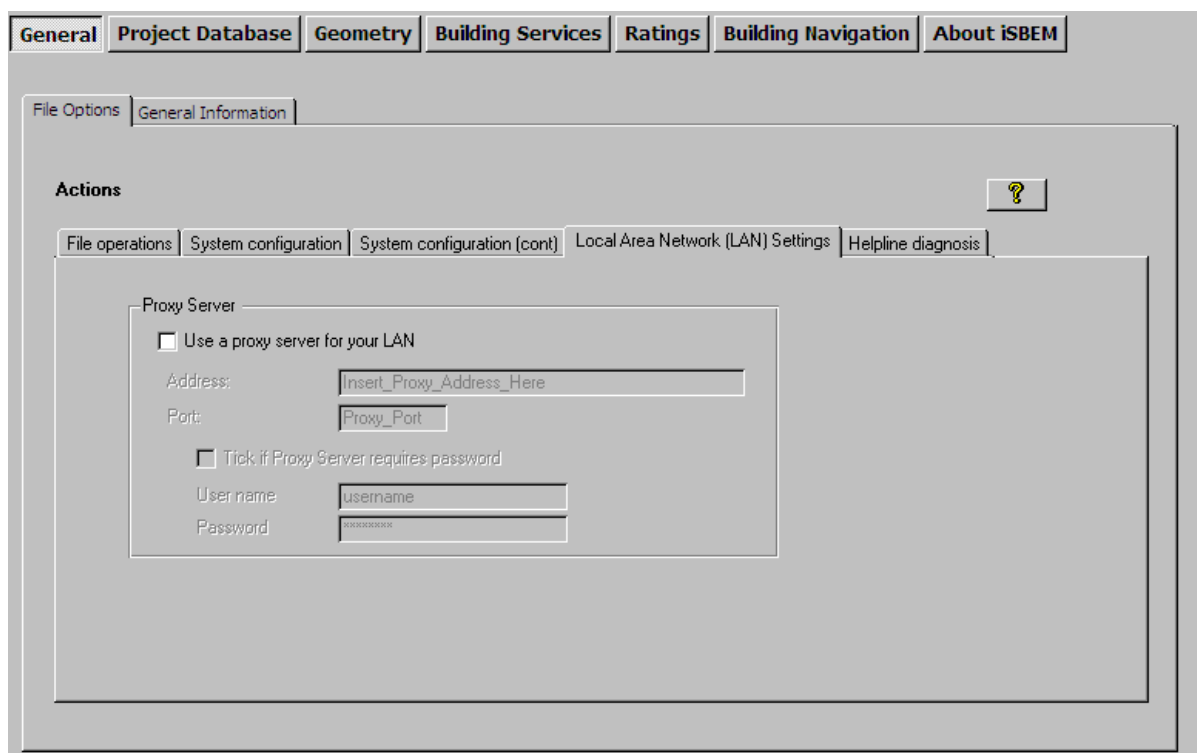 General Project Database Geometry Building Services Ratings Building Navigation About iSBEM
File Options General Information
Actions
?
File operations System configuration System configuration (cont) Local Area Network (LAN) Settings Helpline diagnosis
Proxy Server
Use a proxy server for your LAN
Address: Insert_Proxy_Address_Here
Port: Proxy_Port
Tick if Proxy Server requires password
User name username
Password ********